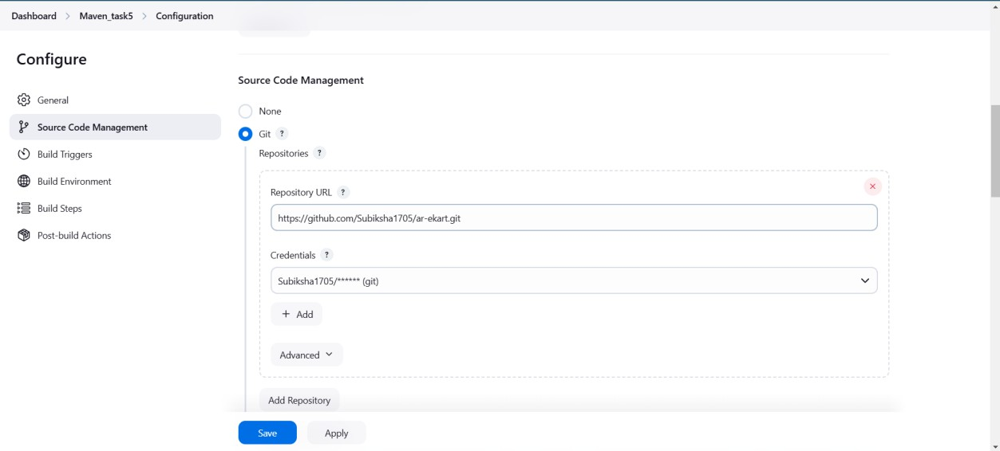 Dashboard > Maven_task5 > Configuration
Configure
General
Source Code Management
Build Triggers
Build Environment
Build Steps
Post-build Actions
Source Code Management
None
Git ?
Repositories ?
Repository URL ?
https://github.com/Subiksha1705/ar-ekart.git
Credentials ?
Subiksha1705/****** (git)
+ Add
Advanced
Add Repository
Save
Apply